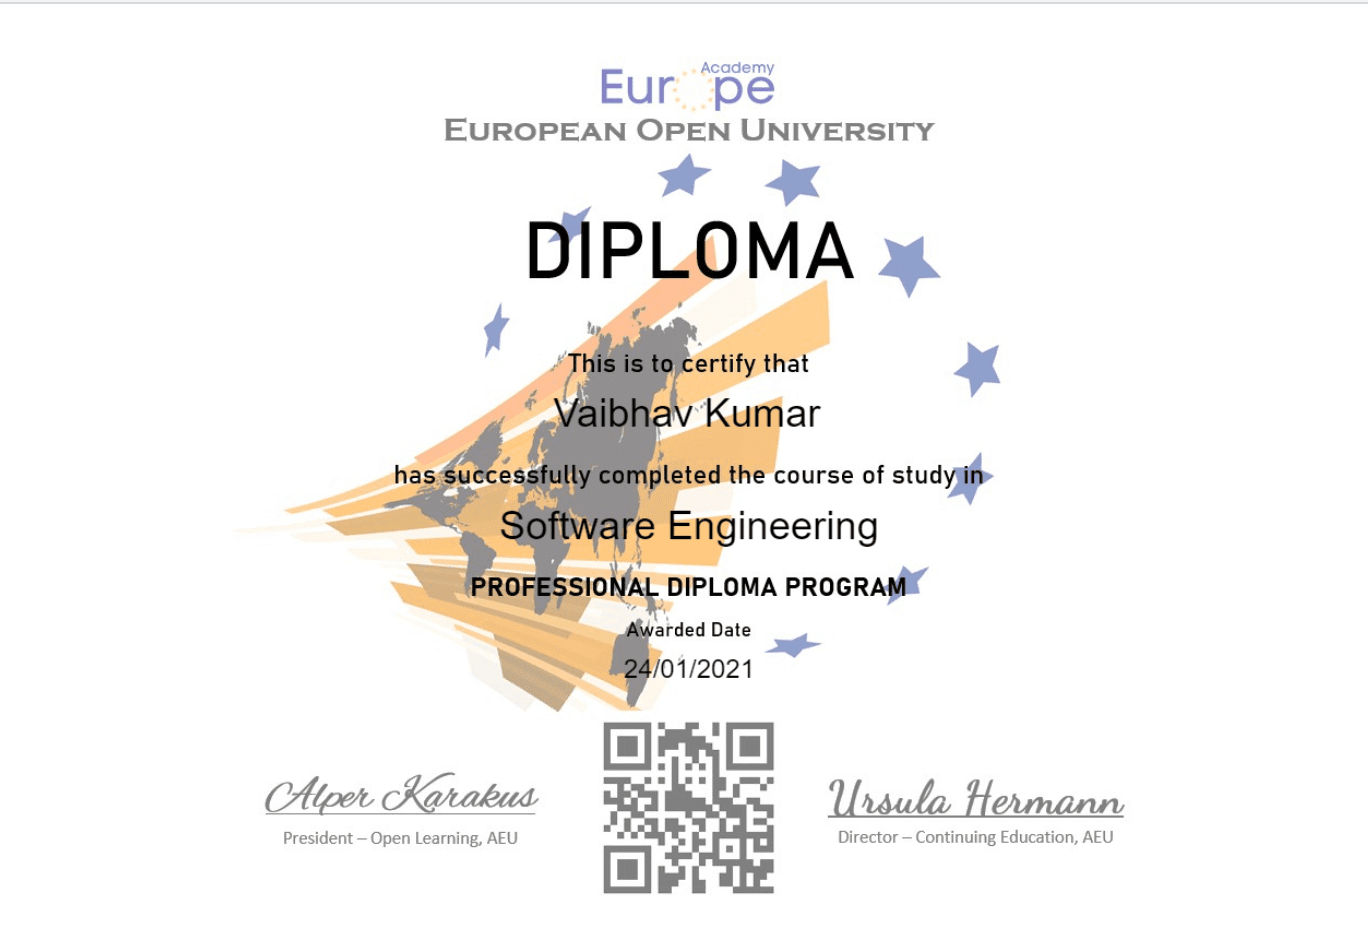 Academy
Europe
EUROPEAN OPEN UNIVERSITY
DIPLOMA
This is to certify that
Vaibhav Kumar
has successfully completed the course of study in
Software Engineering
PROFESSIONAL DIPLOMA PROGRAM
Awarded Date
24/01/2021
Alper Karakus
President – Open Learning, AEU
Ursula Hermann
Director – Continuing Education, AEU